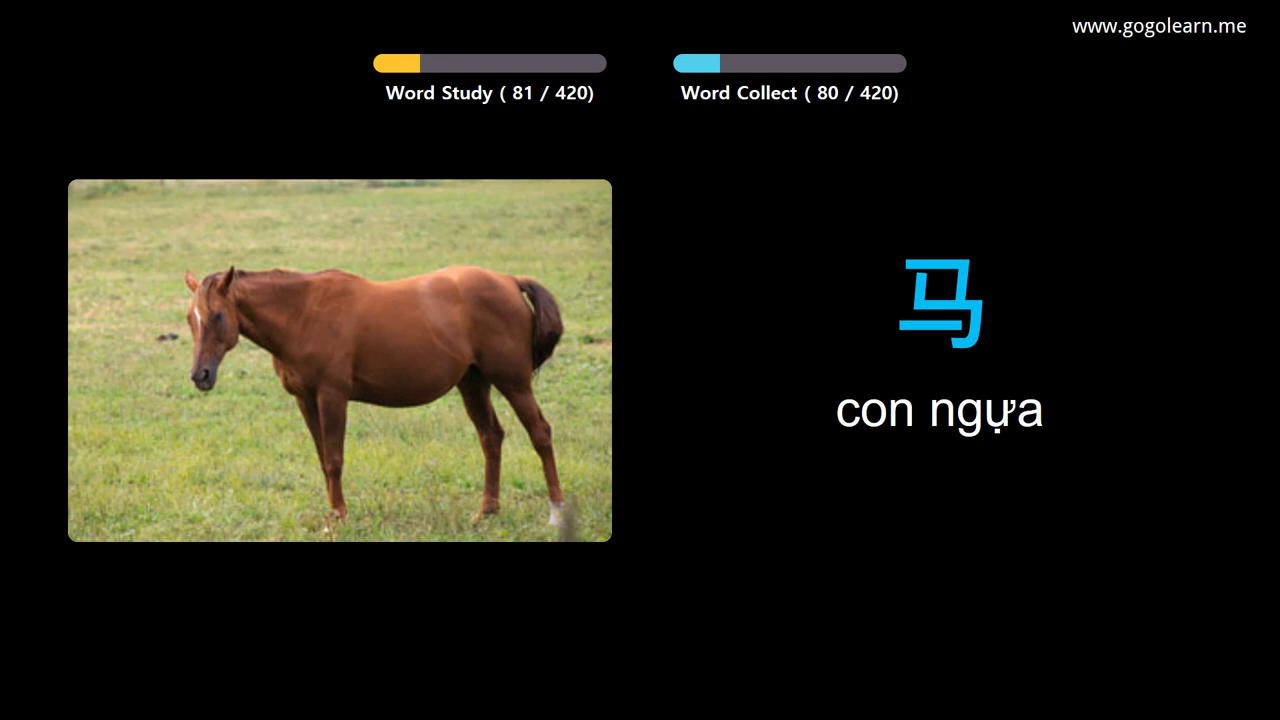 www.gogolearn.me
Word Study ( 81 / 420)
Word Collect ( 80 / 420)
马
con ngựa